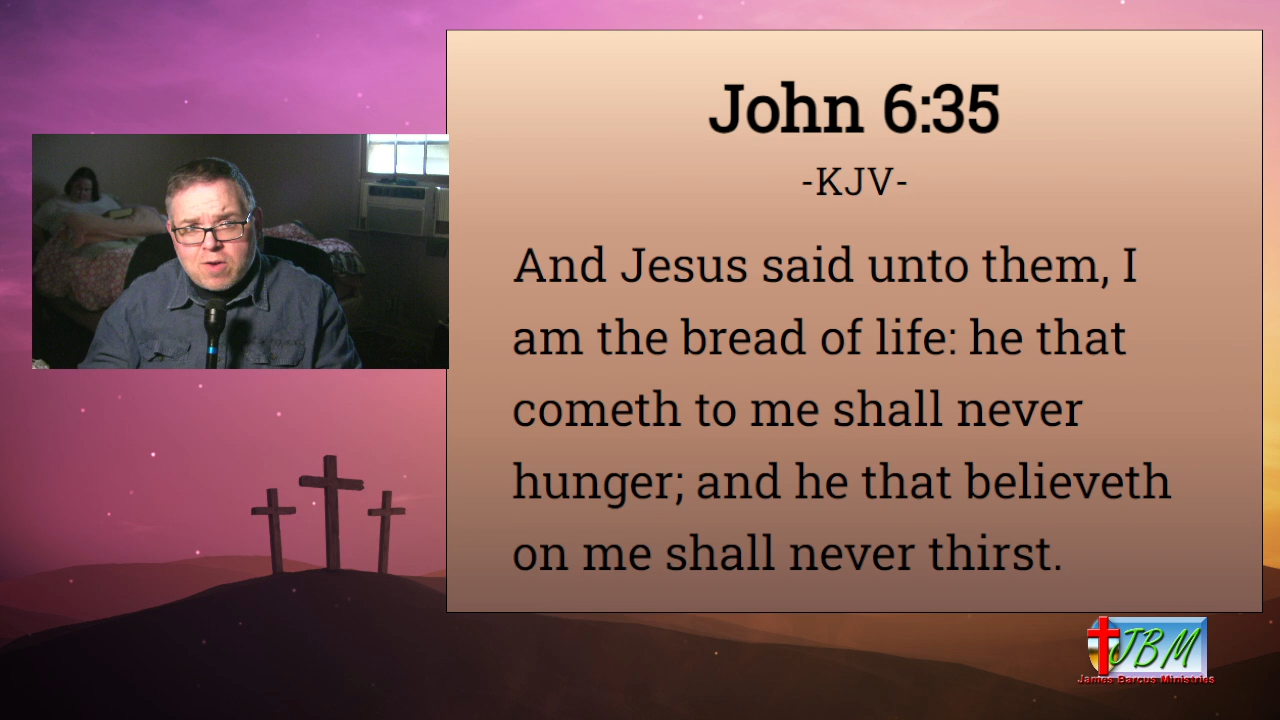 John 6:35
-KJV-
And Jesus said unto them, I
am the bread of life: he that
cometh to me shall never
hunger; and he that believeth
on me shall never thirst.
JBM
James Barcus Ministries